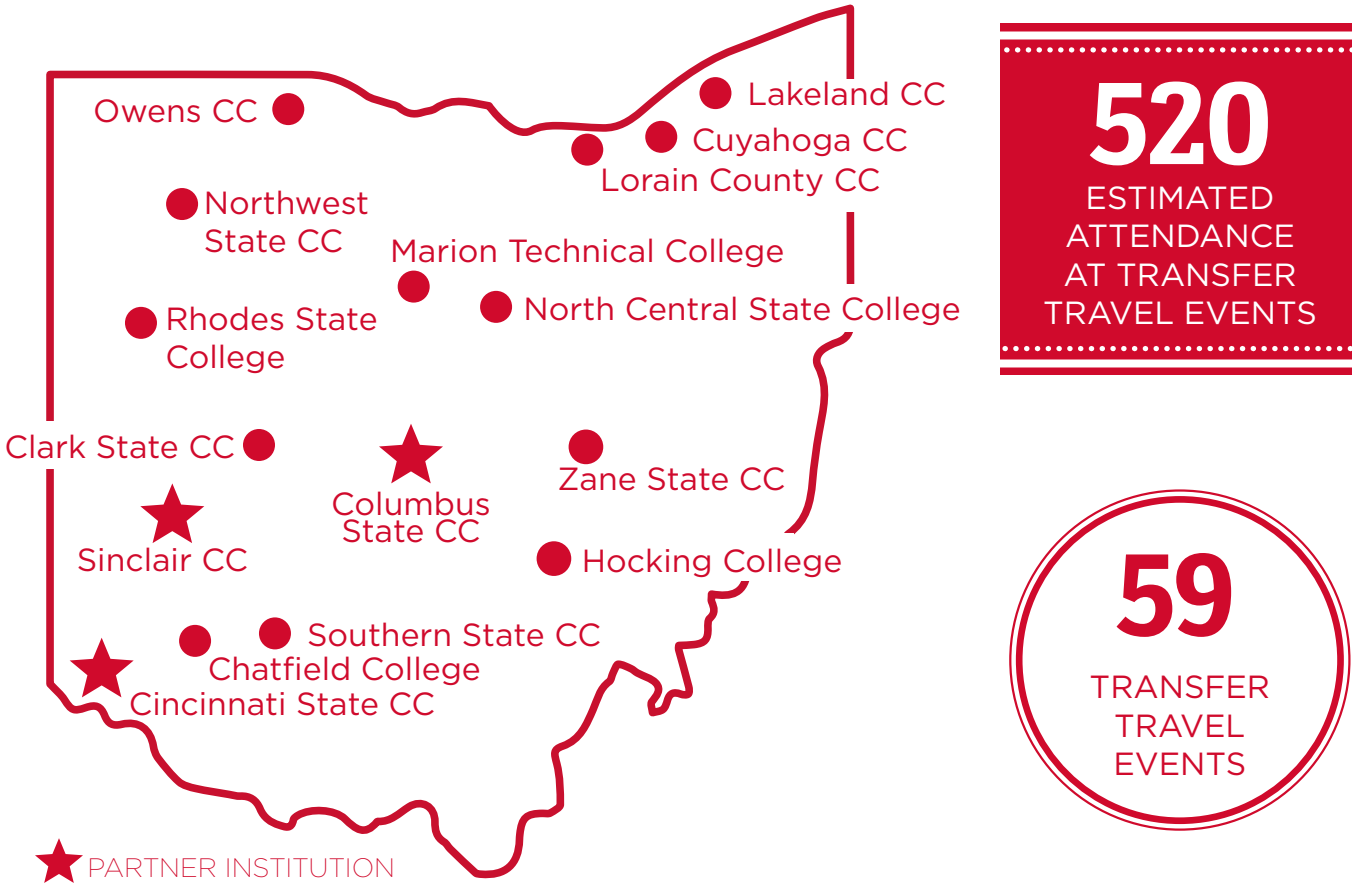 Owens CC
Lakeland CC
Cuyahoga CC
Lorain County CC
Northwest
State CC
Marion Technical College
North Central State College
Rhodes State
College
Clark State CC
Columbus
State CC
Zane State CC
Sinclair CC
Hocking College
Southern State CC
Chatfield College
Cincinnati State CC
PARTNER INSTITUTION
520
ESTIMATED
ATTENDANCE
AT TRANSFER
TRAVEL EVENTS
59
TRANSFER
TRAVEL
EVENTS